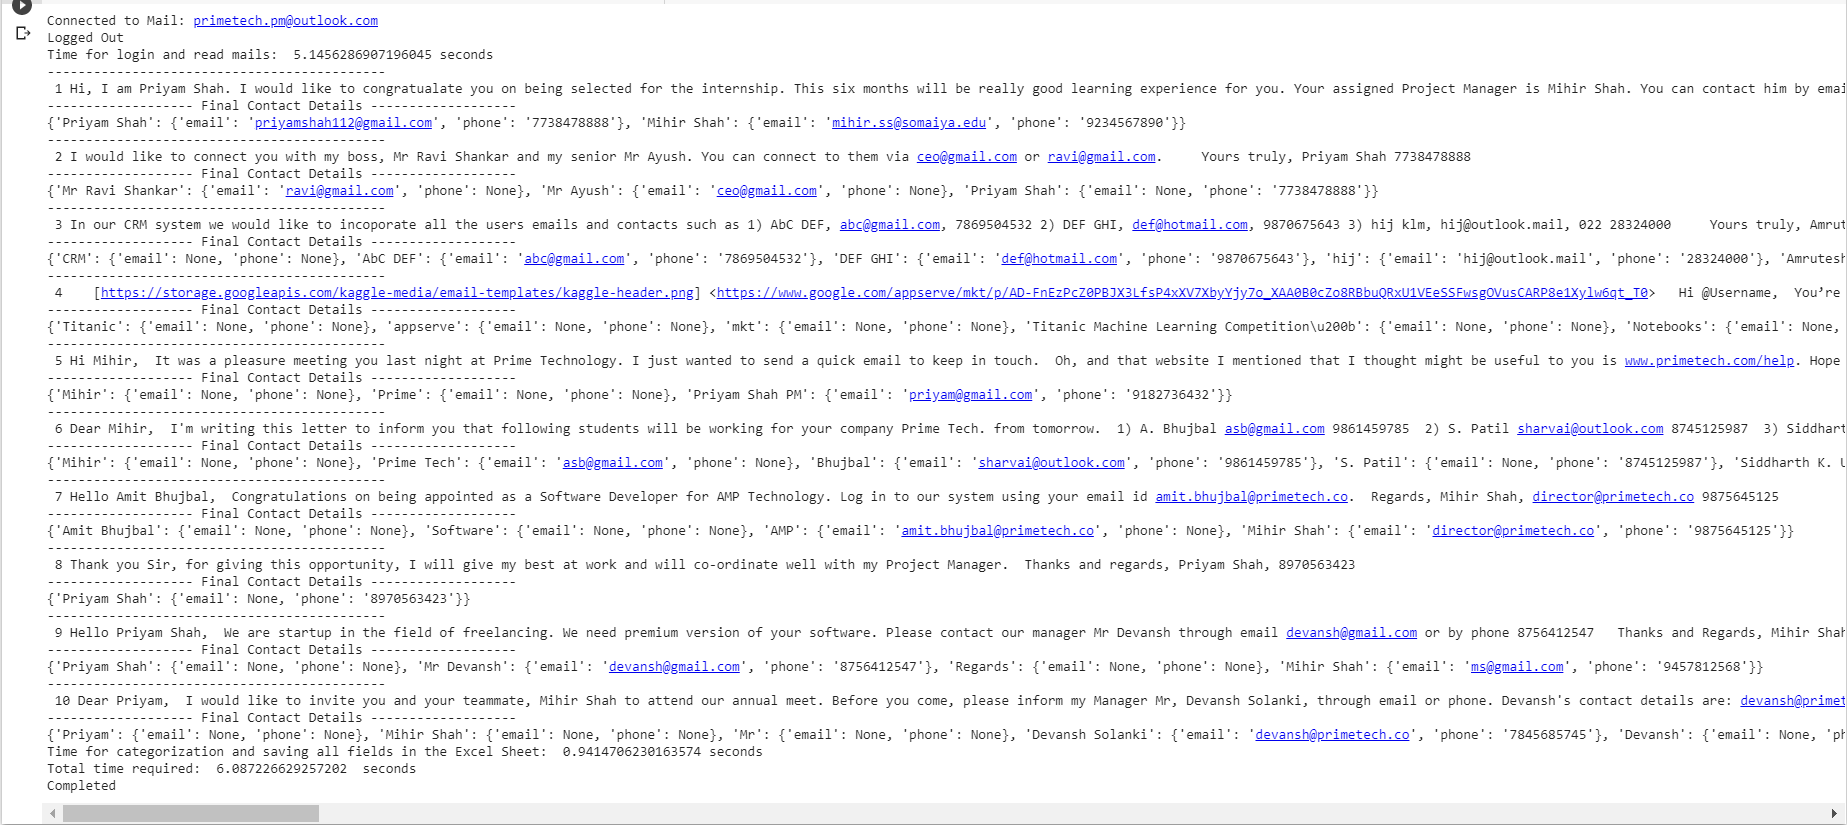 Connected to Mail: primetech.pm@outlook.com
Logged Out
Time for login and read mails:  5.1456286907196045 seconds
--------------------------------------------
1 Hi, I am Priyam Shah. I would like to congratualate you on being selected for the internship. This six months will be really good learning experience for you. Your assigned Project Manager is Mihir Shah. You can contact him by emai
------------------- Final Contact Details -------------------
{'Priyam Shah': {'email': 'priyamshah112@gmail.com', 'phone': '7738478888'}, 'Mihir Shah': {'email': 'mihir.ss@somaiya.edu', 'phone': '9234567890'}}
--------------------------------------------
2 I would like to connect you with my boss, Mr Ravi Shankar and my senior Mr Ayush. You can connect to them via ceo@gmail.com or ravi@gmail.com.     Yours truly, Priyam Shah 7738478888
------------------- Final Contact Details -------------------
{'Mr Ravi Shankar': {'email': 'ravi@gmail.com', 'phone': None}, 'Mr Ayush': {'email': 'ceo@gmail.com', 'phone': None}, 'Priyam Shah': {'email': None, 'phone': '7738478888'}}
--------------------------------------------
3 In our CRM system we would like to incoporate all the users emails and contacts such as 1) AbC DEF, abc@gmail.com, 7869504532 2) DEF GHI, def@hotmail.com, 9870675643 3) hij klm, hij@outlook.mail, 022 28324000     Yours truly, Amrut
------------------- Final Contact Details -------------------
{'CRM': {'email': None, 'phone': None}, 'AbC DEF': {'email': 'abc@gmail.com', 'phone': '7869504532'}, 'DEF GHI': {'email': 'def@hotmail.com', 'phone': '9870675643'}, 'hij': {'email': 'hij@outlook.mail', 'phone': '28324000'}, 'Amrutesh
--------------------------------------------
4    [https://storage.googleapis.com/kaggle-media/email-templates/kaggle-header.png] <https://www.google.com/appserve/mkt/p/AD-FnEzPcZ0PBJX3LfsP4xXV7XbyYjy7o_XAA0B0cZo8RBbuQRxU1VEeSSFwsgOVusCARP8e1Xylw6qt_T0>   Hi @Username,  You’re
------------------- Final Contact Details -------------------
{'Titanic': {'email': None, 'phone': None}, 'appserve': {'email': None, 'phone': None}, 'mkt': {'email': None, 'phone': None}, 'Titanic Machine Learning Competition\u200b': {'email': None, 'phone': None}, 'Notebooks': {'email': None,
--------------------------------------------
5 Hi Mihir,  It was a pleasure meeting you last night at Prime Technology. I just wanted to send a quick email to keep in touch.  Oh, and that website I mentioned that I thought might be useful to you is www.primetech.com/help. Hope
------------------- Final Contact Details -------------------
{'Mihir': {'email': None, 'phone': None}, 'Prime': {'email': None, 'phone': None}, 'Priyam Shah PM': {'email': 'priyam@gmail.com', 'phone': '9182736432'}}
--------------------------------------------
6 Dear Mihir,  I'm writing this letter to inform you that following students will be working for your company Prime Tech. from tomorrow.  1) A. Bhujbal asb@gmail.com 9861459785  2) S. Patil sharvai@outlook.com 8745125987  3) Siddhart
------------------- Final Contact Details -------------------
{'Mihir': {'email': None, 'phone': None}, 'Prime Tech': {'email': 'asb@gmail.com', 'phone': None}, 'Bhujbal': {'email': 'sharvai@outlook.com', 'phone': '9861459785'}, 'S. Patil': {'email': None, 'phone': '8745125987'}, 'Siddharth K. U
--------------------------------------------
7 Hello Amit Bhujbal,  Congratulations on being appointed as a Software Developer for AMP Technology. Log in to our system using your email id amit.bhujbal@primetech.co.  Regards, Mihir Shah, director@primetech.co 9875645125
------------------- Final Contact Details -------------------
{'Amit Bhujbal': {'email': None, 'phone': None}, 'Software': {'email': None, 'phone': None}, 'AMP': {'email': 'amit.bhujbal@primetech.co', 'phone': None}, 'Mihir Shah': {'email': 'director@primetech.co', 'phone': '9875645125'}}
--------------------------------------------
8 Thank you Sir, for giving this opportunity, I will give my best at work and will co-ordinate well with my Project Manager.  Thanks and regards, Priyam Shah, 8970563423
------------------- Final Contact Details -------------------
{'Priyam Shah': {'email': None, 'phone': '8970563423'}}
--------------------------------------------
9 Hello Priyam Shah,  We are startup in the field of freelancing. We need premium version of your software. Please contact our manager Mr Devansh through email devansh@gmail.com or by phone 8756412547   Thanks and Regards, Mihir Shah
------------------- Final Contact Details -------------------
{'Priyam Shah': {'email': None, 'phone': None}, 'Mr Devansh': {'email': 'devansh@gmail.com', 'phone': '8756412547'}, 'Regards': {'email': None, 'phone': None}, 'Mihir Shah': {'email': 'ms@gmail.com', 'phone': '9457812568'}}
--------------------------------------------
10 Dear Priyam,  I would like to invite you and your teammate, Mihir Shah to attend our annual meet. Before you come, please inform my Manager Mr, Devansh Solanki, through email or phone. Devansh's contact details are: devansh@primet
------------------- Final Contact Details -------------------
{'Priyam': {'email': None, 'phone': None}, 'Mihir Shah': {'email': None, 'phone': None}, 'Mr': {'email': None, 'phone': None}, 'Devansh Solanki': {'email': 'devansh@primetech.co', 'phone': '7845685745'}, 'Devansh': {'email': None, 'ph
Time for categorization and saving all fields in the Excel Sheet:  0.9414706230163574 seconds
Total time required:  6.087226629257202  seconds
Completed